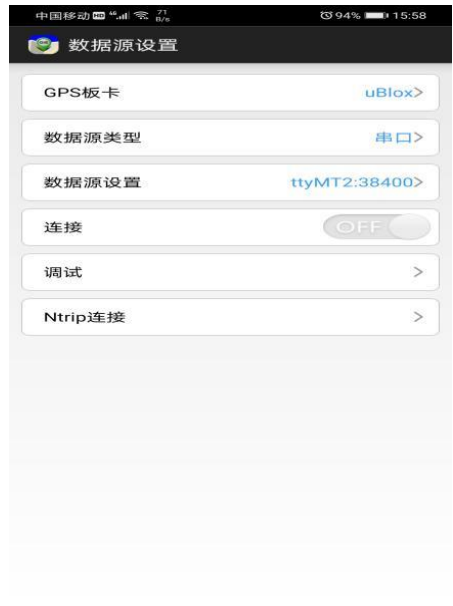 中国移动 HD 46 71 B/s 94% 15:58
数据源设置
GPS板卡 uBlox>
数据源类型 串口>
数据源设置 ttyMT2:38400>
连接 OFF
调试 >
Ntrip连接 >